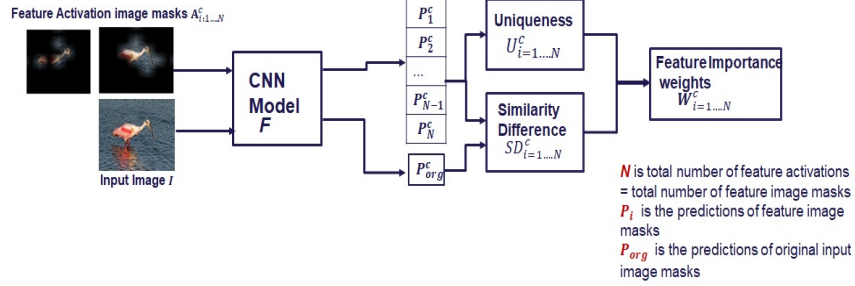 Feature Activation image masks A^c_{i:1...N}
CNN
Model
F
Input Image I
P^c_1
P^c_2
...
P^c_{N-1}
P^c_N
P^c_{org}
Uniqueness
U^c_{i=1....N}
Similarity
Difference
SD^c_{i=1....N}
Feature Importance
weights
W^c_{i=1....N}
N is total number of feature activations
= total number of feature image masks
P_i is the predictions of feature image
masks
P_{org} is the predictions of original input
image masks